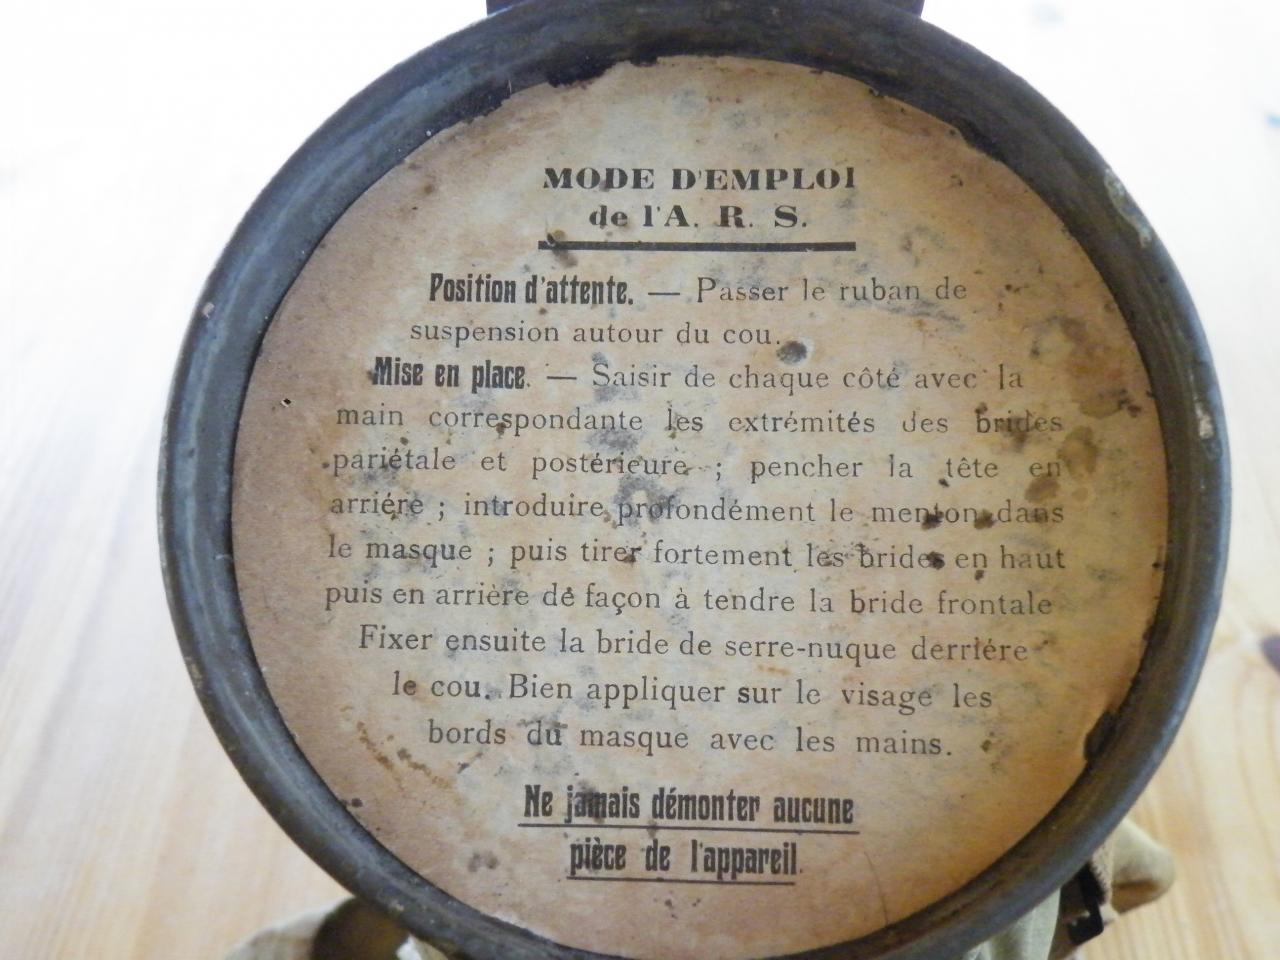 MODE D'EMPLOI
de l'A. R. S.
Position d'attente. — Passer le ruban de
suspension autour du cou.
Mise en place. — Saisir de chaque côté avec la
main correspondante les extrémités des brides
pariétale et postérieure ; pencher la tête en
arriére ; introduire profondément le menton dans
le masque ; puis tirer fortement les brides en haut
puis en arrière de façon à tendre la bride frontale
Fixer ensuite la bride de serre-nuque derriére
le cou. Bien appliquer sur le visage les
bords du masque avec les mains.
Ne jamais démonter aucune
pièce de l'appareil.